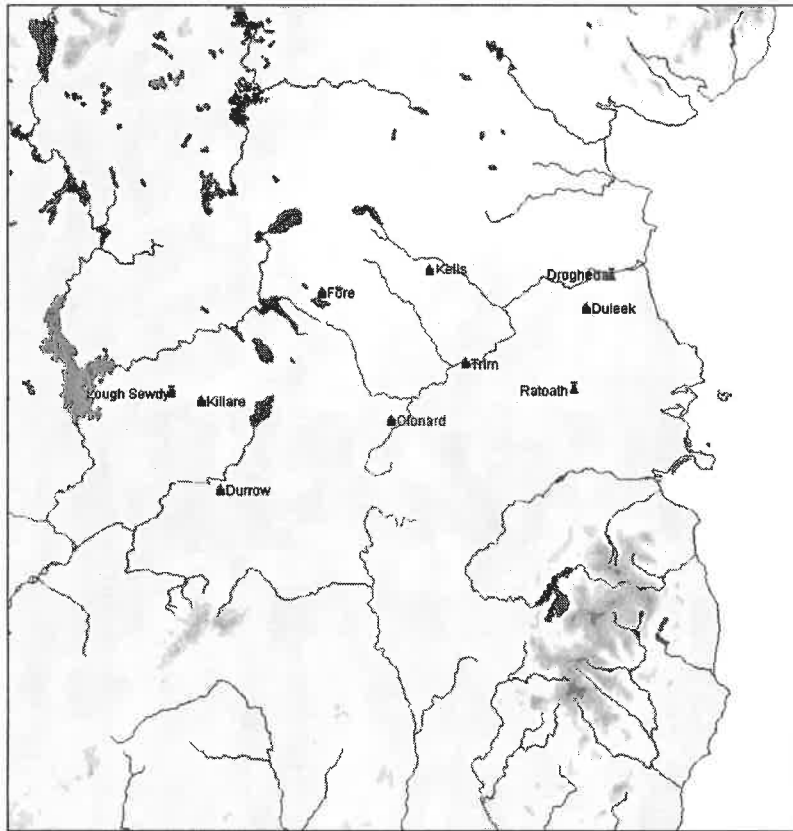 Kells
Drogheda
Fore
Duleek
Trim
Ratoath
Lough Sewdy
Killare
Clonard
Durrow